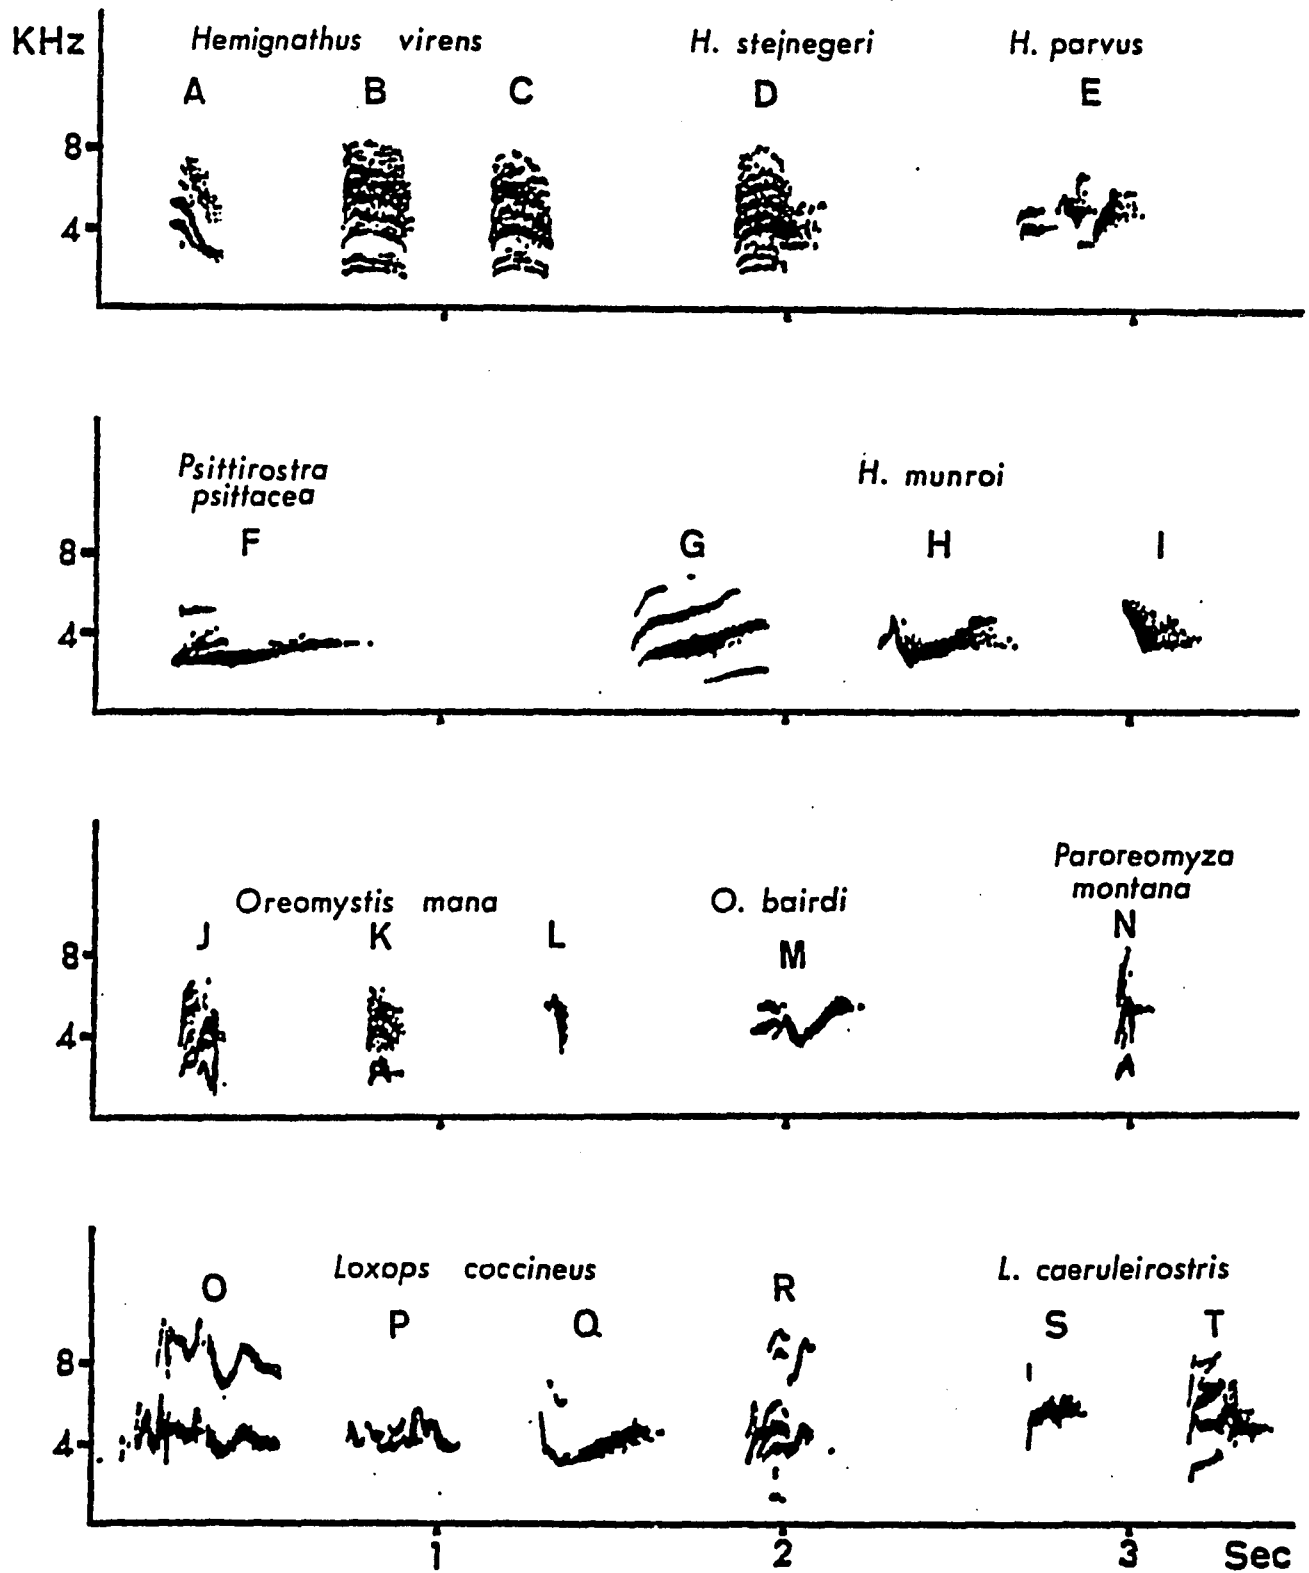 KHz Hemignathus virens H. stejnegeri H. parvus
A B C D E
8
4
Psittirostra
psittacea H. munroi
F G H I
8
4
Paroreomyza
montana
Oreomystis mana O. bairdi
J K L M N
8
4
Loxops coccineus L. caeruleirostris
O P Q R S T
8
4
1 2 3 Sec